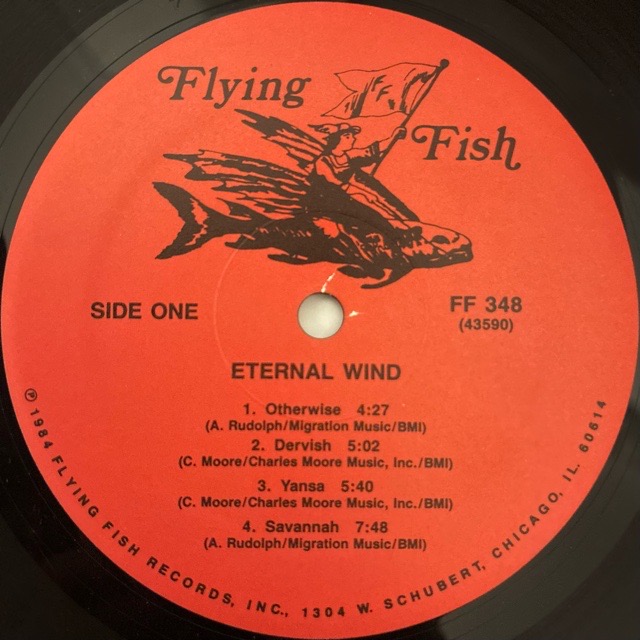 Flying
Fish
SIDE ONE
FF 348
(43590)
ETERNAL WIND
1. Otherwise 4:27
(A. Rudolph/Migration Music/BMI)
2. Dervish 5:02
(C. Moore/Charles Moore Music, Inc./BMI)
3. Yansa 5:40
(C. Moore/Charles Moore Music, Inc./BMI)
4. Savannah 7:48
(A. Rudolph/Migration Music/BMI)
℗ 1984 FLYING FISH RECORDS, INC., 1304 W. SCHUBERT, CHICAGO, IL. 60614